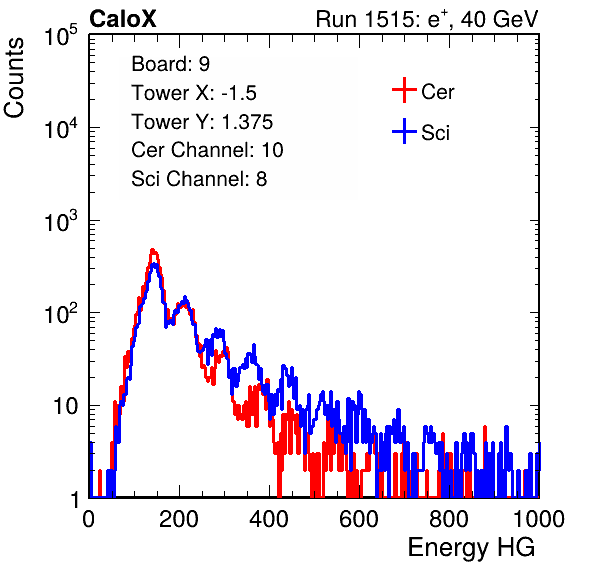 CaloX Run 1515: e+, 40 GeV
Counts
Board: 9
Tower X: -1.5
Tower Y: 1.375
Cer Channel: 10
Sci Channel: 8
Cer
Sci
10^5
10^4
10^3
10^2
10
1
0 200 400 600 800 1000
Energy HG